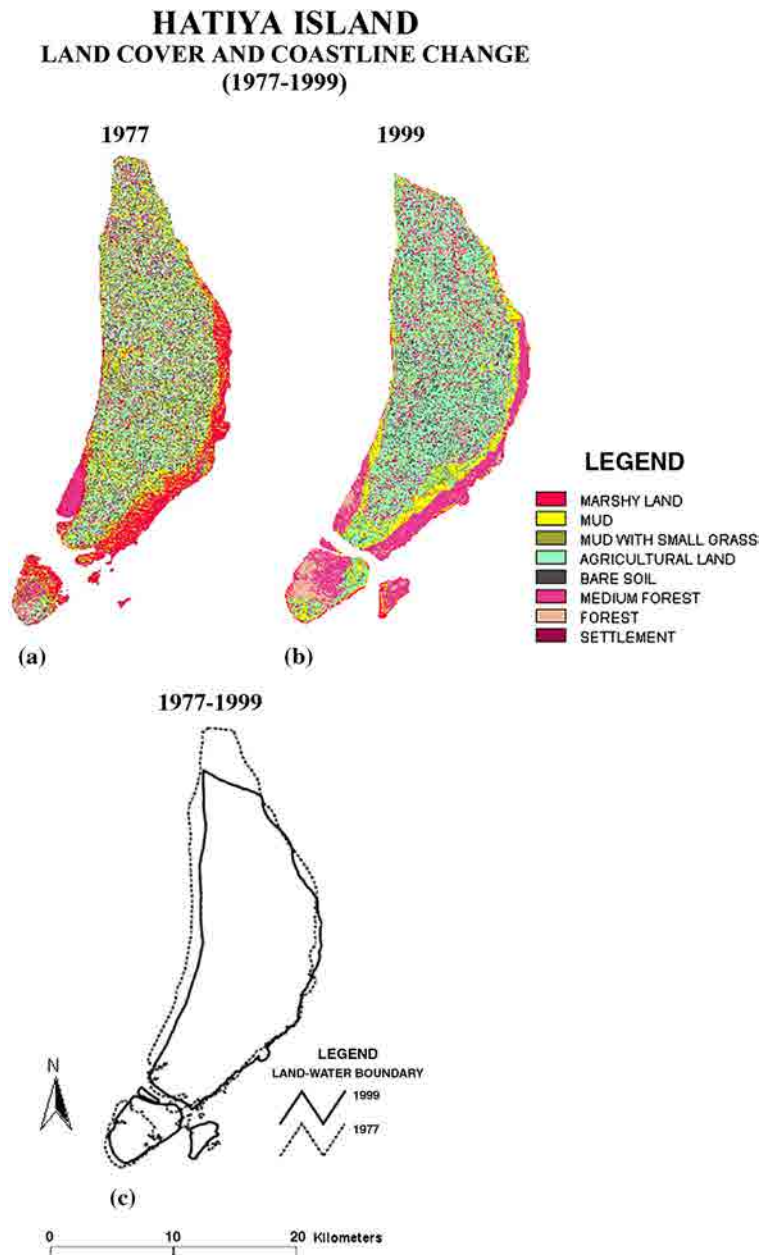 HATIYA ISLAND
LAND COVER AND COASTLINE CHANGE
(1977-1999)
1977
1999
LEGEND
MARSHY LAND
MUD
MUD WITH SMALL GRASS
AGRICULTURAL LAND
BARE SOIL
MEDIUM FOREST
FOREST
SETTLEMENT
(a)
(b)
1977-1999
N
LEGEND
LAND-WATER BOUNDARY
1999
1977
(c)
0 10 20 Kilometers